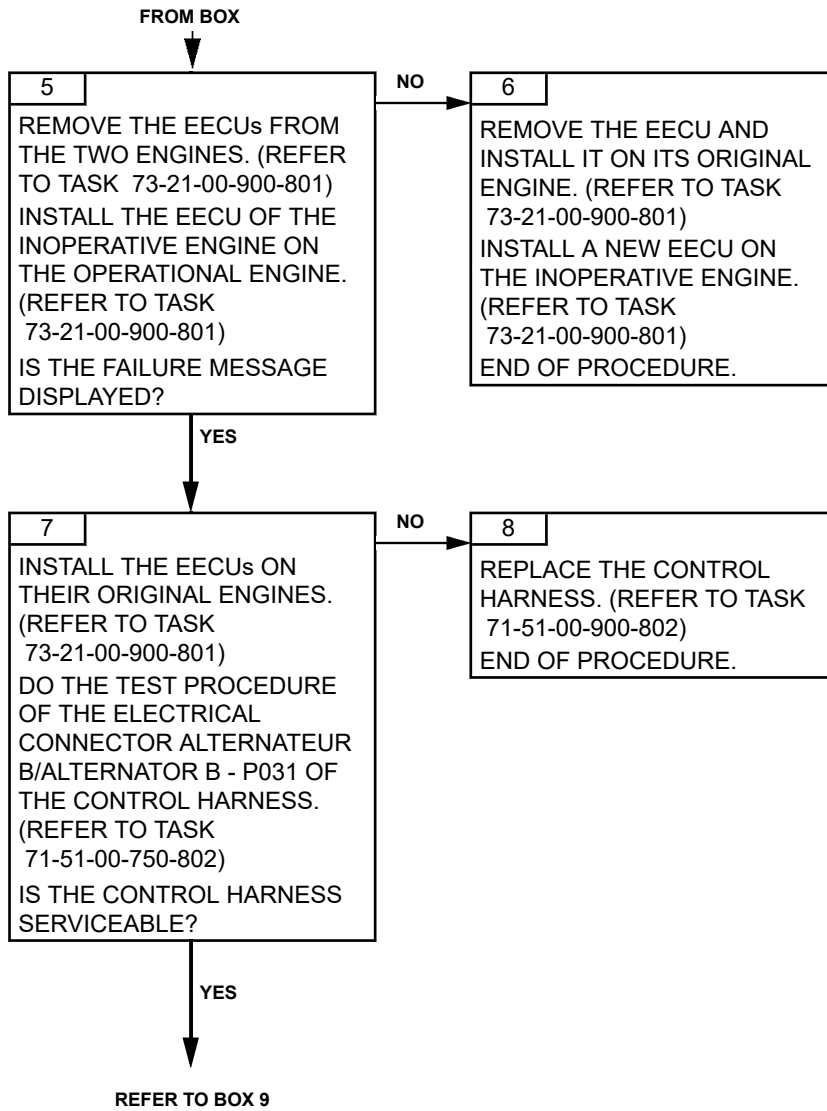 FROM BOX
5
REMOVE THE EECUs FROM
THE TWO ENGINES. (REFER
TO TASK 73-21-00-900-801)
INSTALL THE EECU OF THE
INOPERATIVE ENGINE ON
THE OPERATIONAL ENGINE.
(REFER TO TASK
73-21-00-900-801)
IS THE FAILURE MESSAGE
DISPLAYED?
NO
6
REMOVE THE EECU AND
INSTALL IT ON ITS ORIGINAL
ENGINE. (REFER TO TASK
73-21-00-900-801)
INSTALL A NEW EECU ON
THE INOPERATIVE ENGINE.
(REFER TO TASK
73-21-00-900-801)
END OF PROCEDURE.
YES
7
INSTALL THE EECUs ON
THEIR ORIGINAL ENGINES.
(REFER TO TASK
73-21-00-900-801)
DO THE TEST PROCEDURE
OF THE ELECTRICAL
CONNECTOR ALTERNATEUR
B/ALTERNATOR B - P031 OF
THE CONTROL HARNESS.
(REFER TO TASK
71-51-00-750-802)
IS THE CONTROL HARNESS
SERVICEABLE?
NO
8
REPLACE THE CONTROL
HARNESS. (REFER TO TASK
71-51-00-900-802)
END OF PROCEDURE.
YES
REFER TO BOX 9